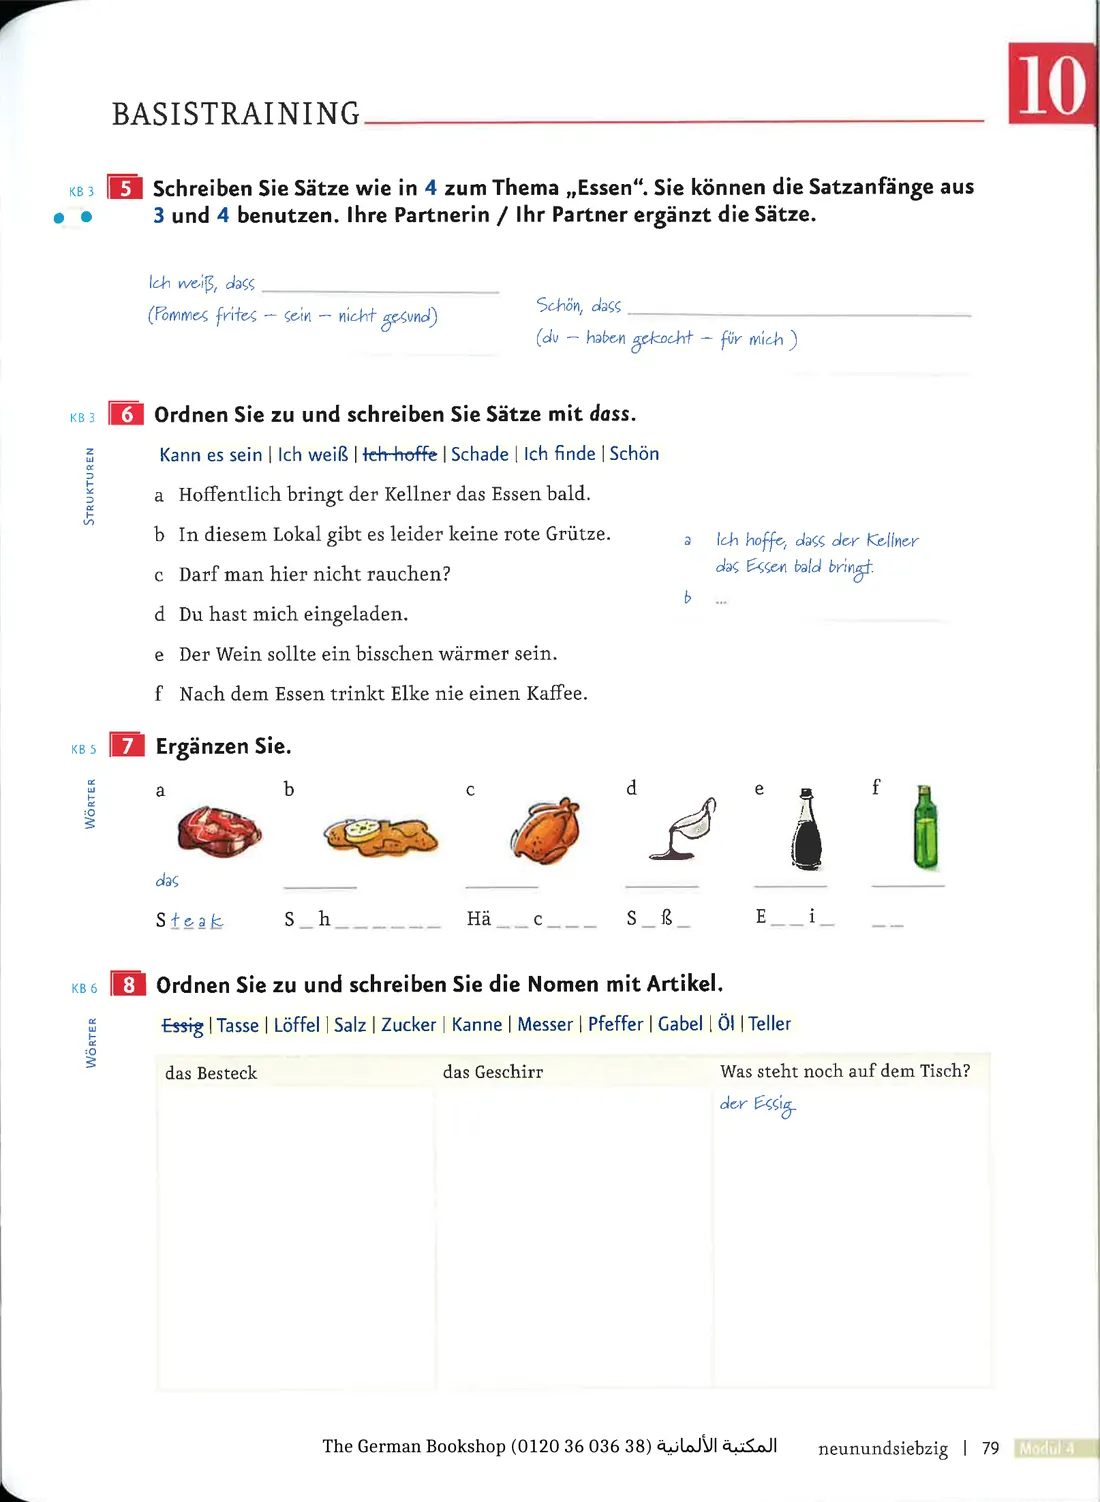 10
BASISTRAINING
KB 3 5 Schreiben Sie Sätze wie in 4 zum Thema „Essen“. Sie können die Satzanfänge aus
3 und 4 benutzen. Ihre Partnerin / Ihr Partner ergänzt die Sätze.
Ich weiß, dass
(Pommes frites – sein – nicht gesund)
Schön, dass
(du – haben gekocht – für mich )
KB 3 6 Ordnen Sie zu und schreiben Sie Sätze mit dass.
STRUKTUREN
Kann es sein | Ich weiß | Ich hoffe | Schade | Ich finde | Schön
a Hoffentlich bringt der Kellner das Essen bald.
b In diesem Lokal gibt es leider keine rote Grütze.
c Darf man hier nicht rauchen?
d Du hast mich eingeladen.
e Der Wein sollte ein bisschen wärmer sein.
f Nach dem Essen trinkt Elke nie einen Kaffee.
a Ich hoffe, dass der Kellner
das Essen bald bringt.
b ...
KB 5 7 Ergänzen Sie.
WÖRTER
a b c d e f
das
Steak S_h______ Hä__c___ S_ß_ E__i_ __
KB 6 8 Ordnen Sie zu und schreiben Sie die Nomen mit Artikel.
WÖRTER
Essig | Tasse | Löffel | Salz | Zucker | Kanne | Messer | Pfeffer | Gabel | Öl | Teller
das Besteck das Geschirr Was steht noch auf dem Tisch?
der Essig
The German Bookshop (0120 36 036 38) المكتبة الألمانية
neunundsiebzig | 79 Modul 4